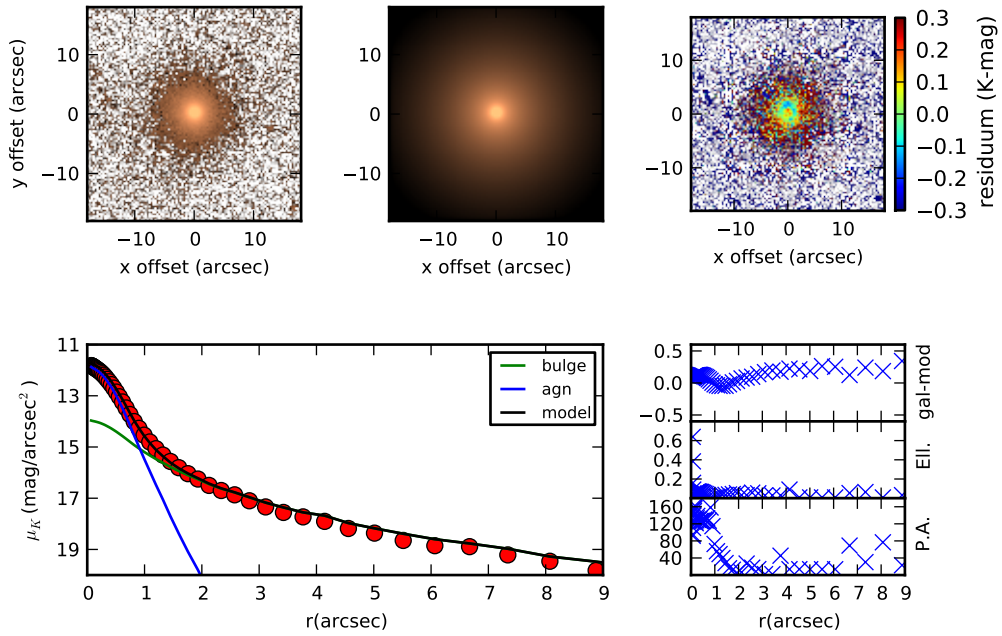 10
0
−10
y offset (arcsec)
−10 0 10
x offset (arcsec)
10
0
−10
−10 0 10
x offset (arcsec)
10
0
−10
−10 0 10
x offset (arcsec)
0.3
0.2
0.1
0.0
−0.1
−0.2
−0.3
residuum (K-mag)
11
13
15
17
19
μ_K (mag/arcsec²)
bulge
agn
model
0 1 2 3 4 5 6 7 8 9
r(arcsec)
0.5
0.0
−0.5
gal-mod
0.6
0.4
0.2
Ell.
160
120
80
40
P.A.
0 1 2 3 4 5 6 7 8 9
r(arcsec)